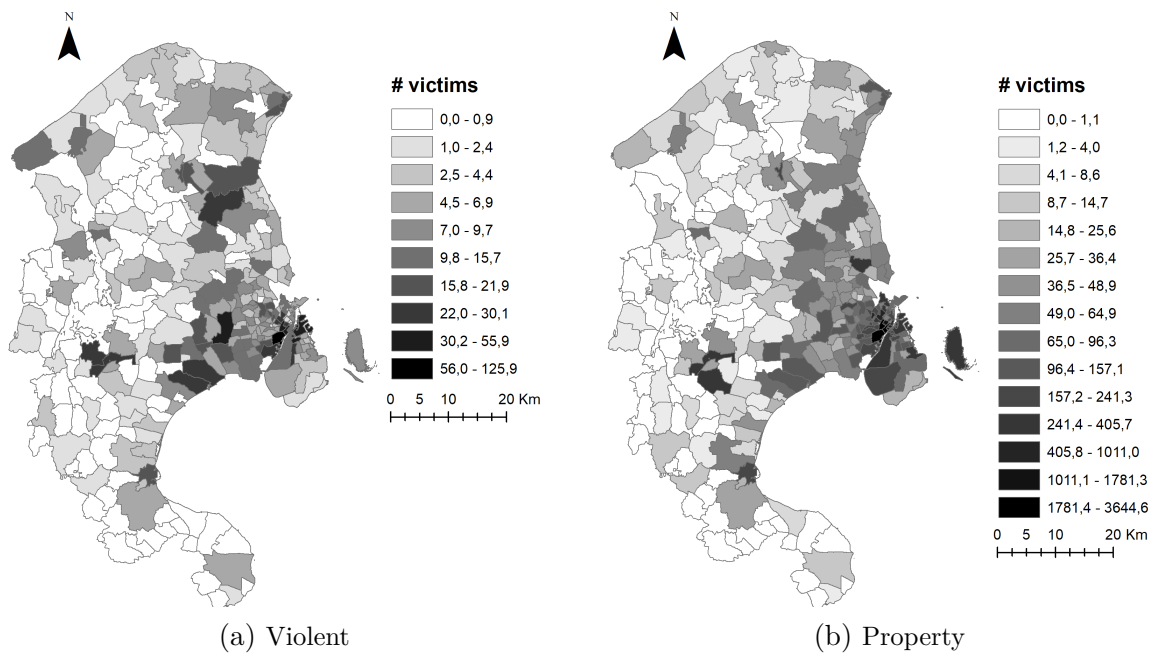 N
# victims
0,0 - 0,9
1,0 - 2,4
2,5 - 4,4
4,5 - 6,9
7,0 - 9,7
9,8 - 15,7
15,8 - 21,9
22,0 - 30,1
30,2 - 55,9
56,0 - 125,9
0 5 10 20 Km
(a) Violent
N
# victims
0,0 - 1,1
1,2 - 4,0
4,1 - 8,6
8,7 - 14,7
14,8 - 25,6
25,7 - 36,4
36,5 - 48,9
49,0 - 64,9
65,0 - 96,3
96,4 - 157,1
157,2 - 241,3
241,4 - 405,7
405,8 - 1011,0
1011,1 - 1781,3
1781,4 - 3644,6
0 5 10 20 Km
(b) Property